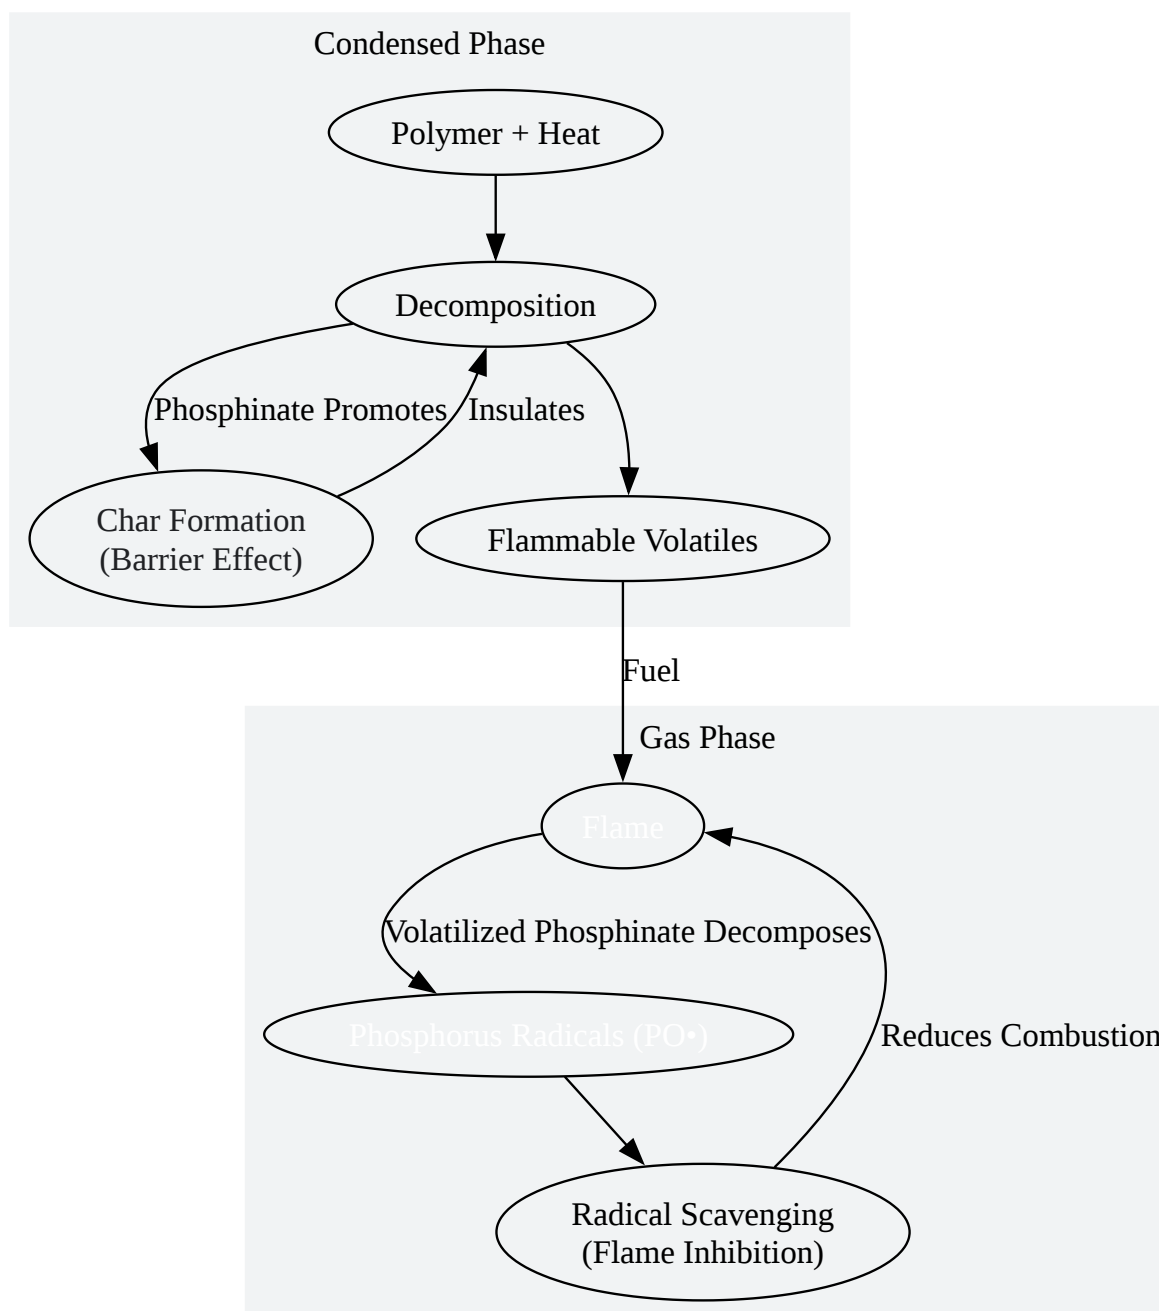 Condensed Phase
Polymer + Heat
Decomposition
Phosphinate Promotes
Insulates
Char Formation
(Barrier Effect)
Flammable Volatiles
Fuel
Gas Phase
Flame
Volatilized Phosphinate Decomposes
Phosphorus Radicals (PO•)
Reduces Combustion
Radical Scavenging
(Flame Inhibition)